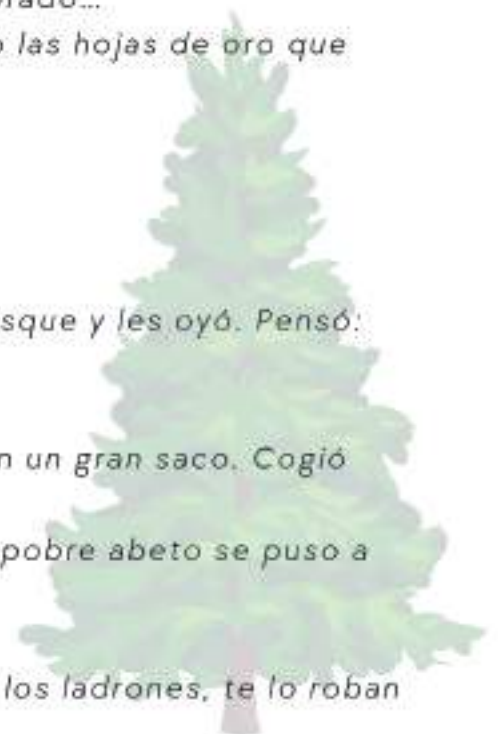 las hojas de oro que
y les oyó. Pensó:
un gran saco. Cogió
pobre abeto se puso a
los ladrones, te lo roban